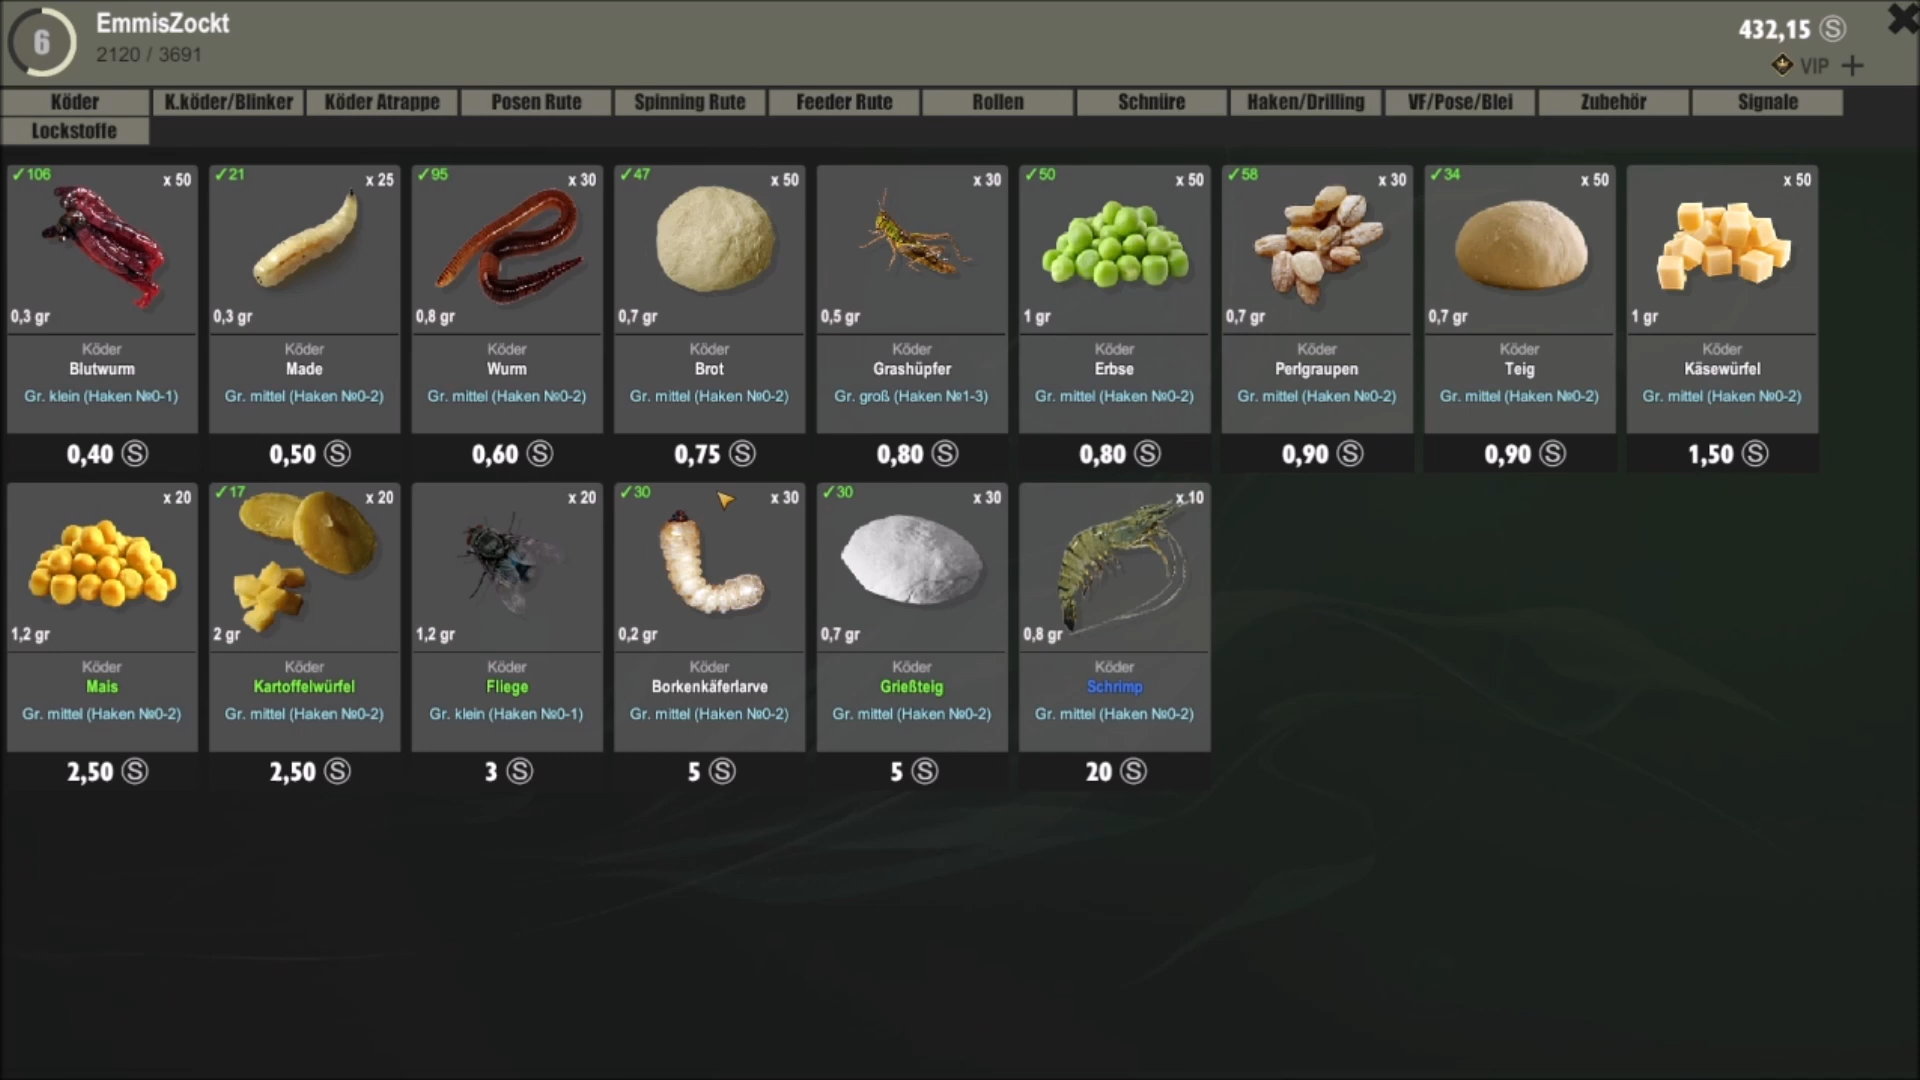 6
EmmisZockt
2120 / 3691
432,15 S
VIP +
Köder
K.köder/Blinker
Köder Atrappe
Posen Rute
Spinning Rute
Feeder Rute
Rollen
Schnüre
Haken/Drilling
VF/Pose/Blei
Zubehör
Signale
Lockstoffe
✓106 x 50
0,3 gr
Köder
Blutwurm
Gr. klein (Haken №0-1)
0,40 S
✓21 x 25
0,3 gr
Köder
Made
Gr. mittel (Haken №0-2)
0,50 S
✓95 x 30
0,8 gr
Köder
Wurm
Gr. mittel (Haken №0-2)
0,60 S
✓47 x 50
0,7 gr
Köder
Brot
Gr. mittel (Haken №0-2)
0,75 S
x 30
0,5 gr
Köder
Grashüpfer
Gr. groß (Haken №1-3)
0,80 S
✓50 x 50
1 gr
Köder
Erbse
Gr. mittel (Haken №0-2)
0,80 S
✓58 x 30
0,7 gr
Köder
Perlgraupen
Gr. mittel (Haken №0-2)
0,90 S
✓34 x 50
0,7 gr
Köder
Teig
Gr. mittel (Haken №0-2)
0,90 S
x 50
1 gr
Köder
Käsewürfel
Gr. mittel (Haken №0-2)
1,50 S
x 20
1,2 gr
Köder
Mais
Gr. mittel (Haken №0-2)
2,50 S
✓17 x 20
2 gr
Köder
Kartoffelwürfel
Gr. mittel (Haken №0-2)
2,50 S
x 20
1,2 gr
Köder
Fliege
Gr. klein (Haken №0-1)
3 S
✓30 x 30
0,2 gr
Köder
Borkenkäferlarve
Gr. mittel (Haken №0-2)
5 S
✓30 x 30
0,7 gr
Köder
Grießteig
Gr. mittel (Haken №0-2)
5 S
x 10
0,8 gr
Köder
Schrimp
Gr. mittel (Haken №0-2)
20 S